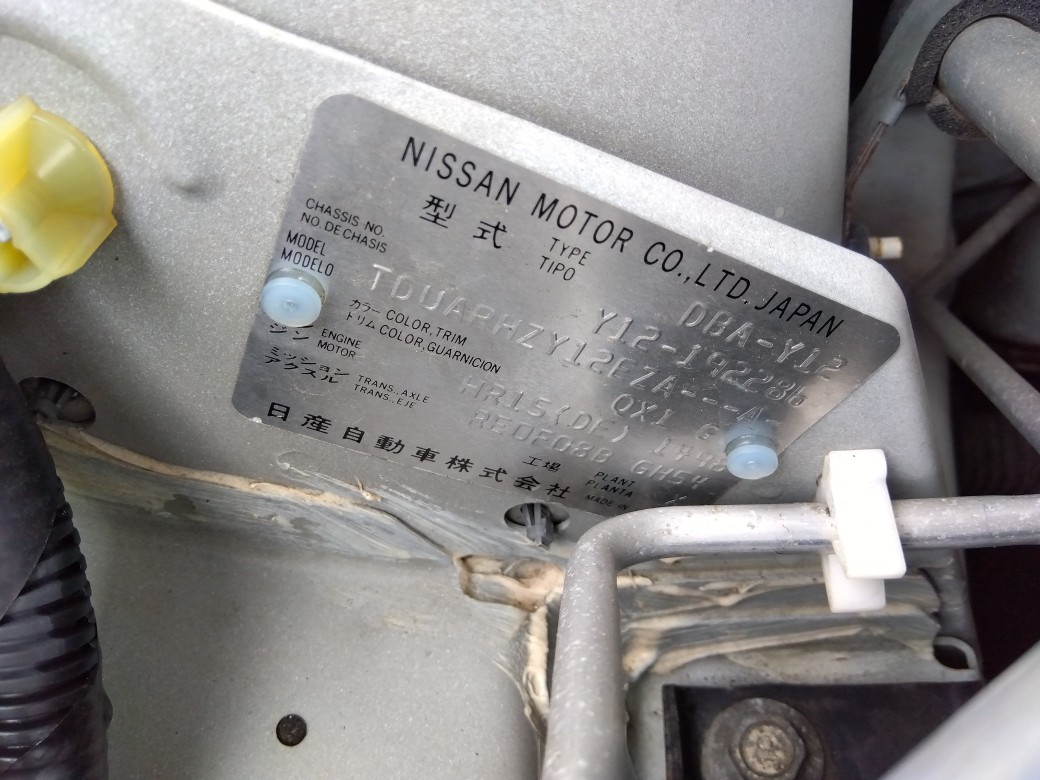 NISSAN MOTOR CO., LTD. JAPAN
型式 TYPE TIPO DBA-Y12
CHASSIS NO. NO. DE CHASIS Y12-192286
MODEL MODELO TDUARHZY12EZA---A
カラー トリム COLOR, TRIM COLOR, GUARNICION QX1 G
ジン ENGINE MOTOR HR15(DE)
ミッション アクスル TRANS., AXLE TRANS., EJE RE0F08B GH54
工場 PLANT PLANTA
日産自動車株式会社 MADE IN